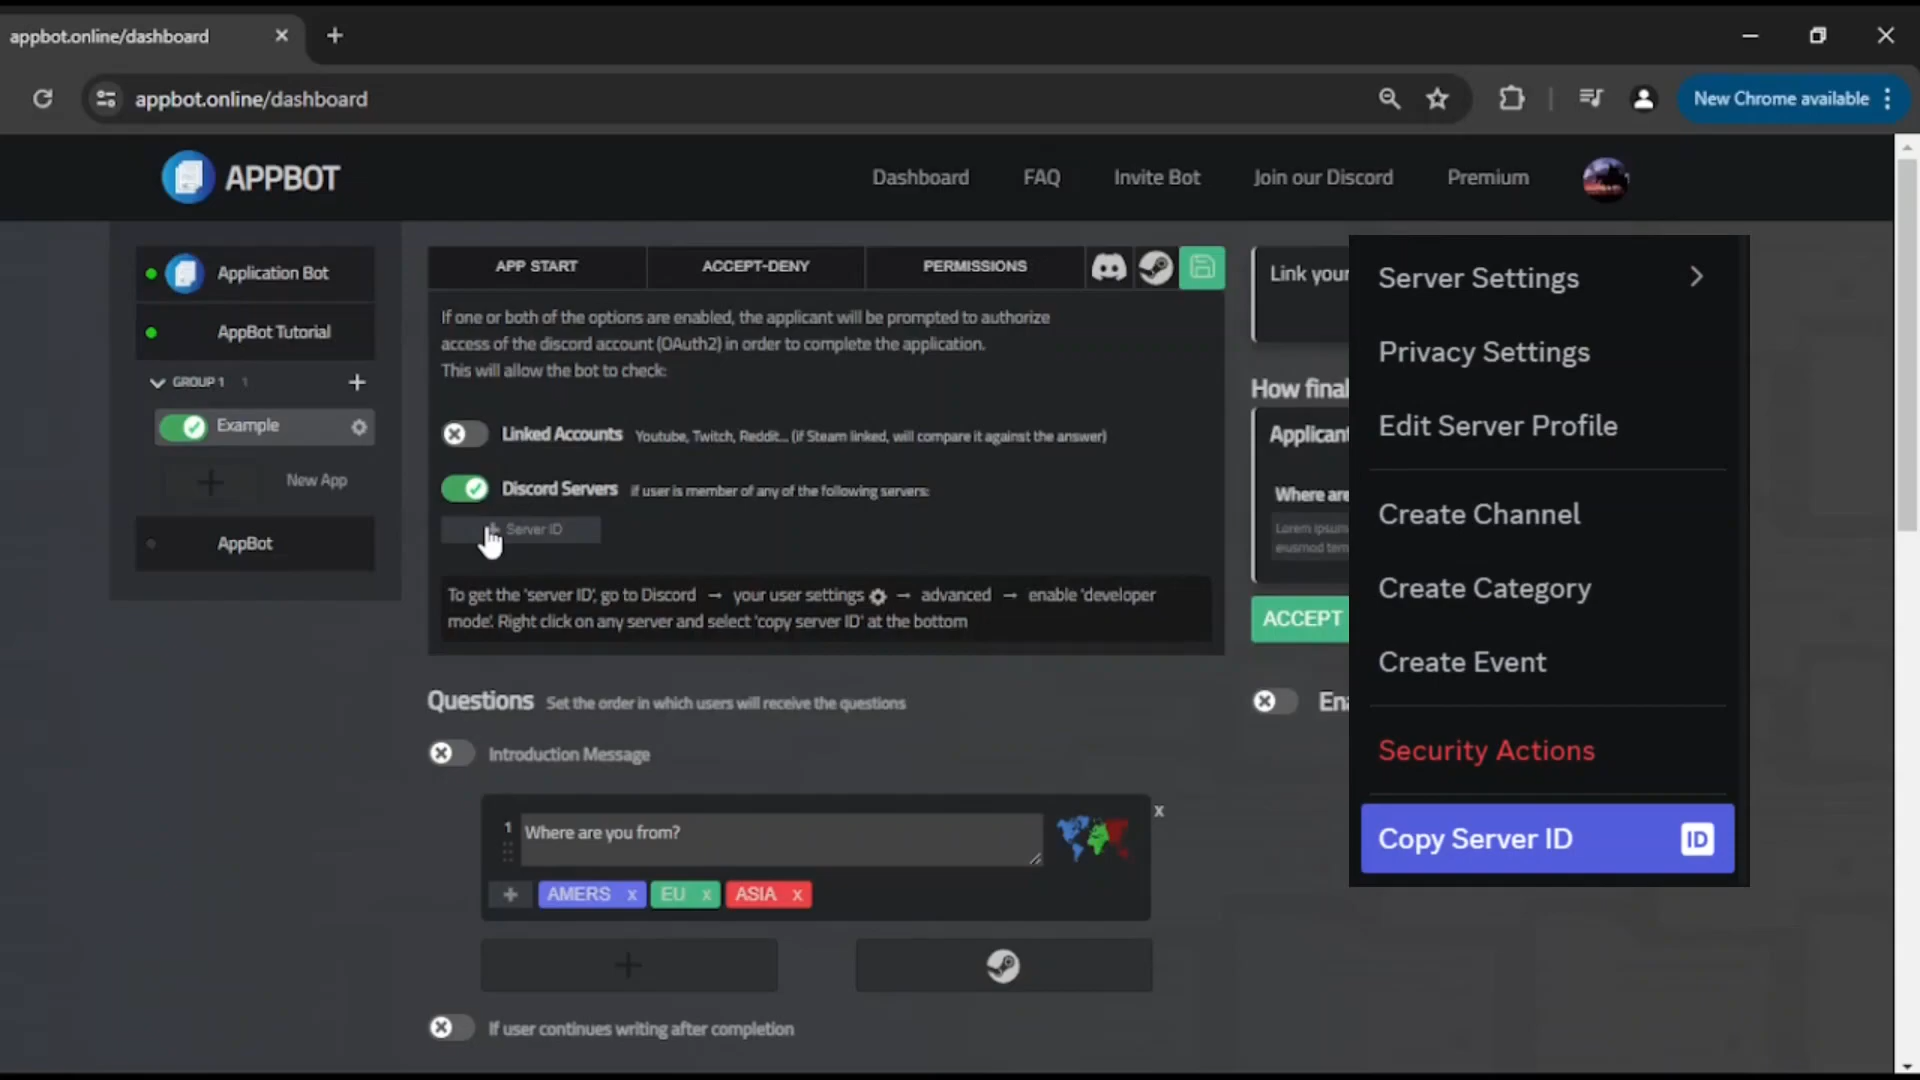 appbot.online/dashboard
appbot.online/dashboard
New Chrome available
APPBOT
Dashboard
FAQ
Invite Bot
Join our Discord
Premium
Application Bot
AppBot Tutorial
GROUP 1 1
Example
New App
AppBot
APP START
ACCEPT-DENY
PERMISSIONS
If one or both of the options are enabled, the applicant will be prompted to authorize
access of the discord account (OAuth2) in order to complete the application.
This will allow the bot to check:
Linked Accounts Youtube, Twitch, Reddit... (if Steam linked, will compare it against the answer)
Discord Servers if user is member of any of the following servers:
Server ID
To get the 'server ID', go to Discord → your user settings → advanced → enable 'developer
mode'. Right click on any server and select 'copy server ID' at the bottom
Questions Set the order in which users will receive the questions
Introduction Message
1 Where are you from?
x
+ AMERS x EU x ASIA x
If user continues writing after completion
Link your
How final
Applicant
Where are
Lorem ipsum
eiusmod tem
ACCEPT
Ena
Server Settings
Privacy Settings
Edit Server Profile
Create Channel
Create Category
Create Event
Security Actions
Copy Server ID ID